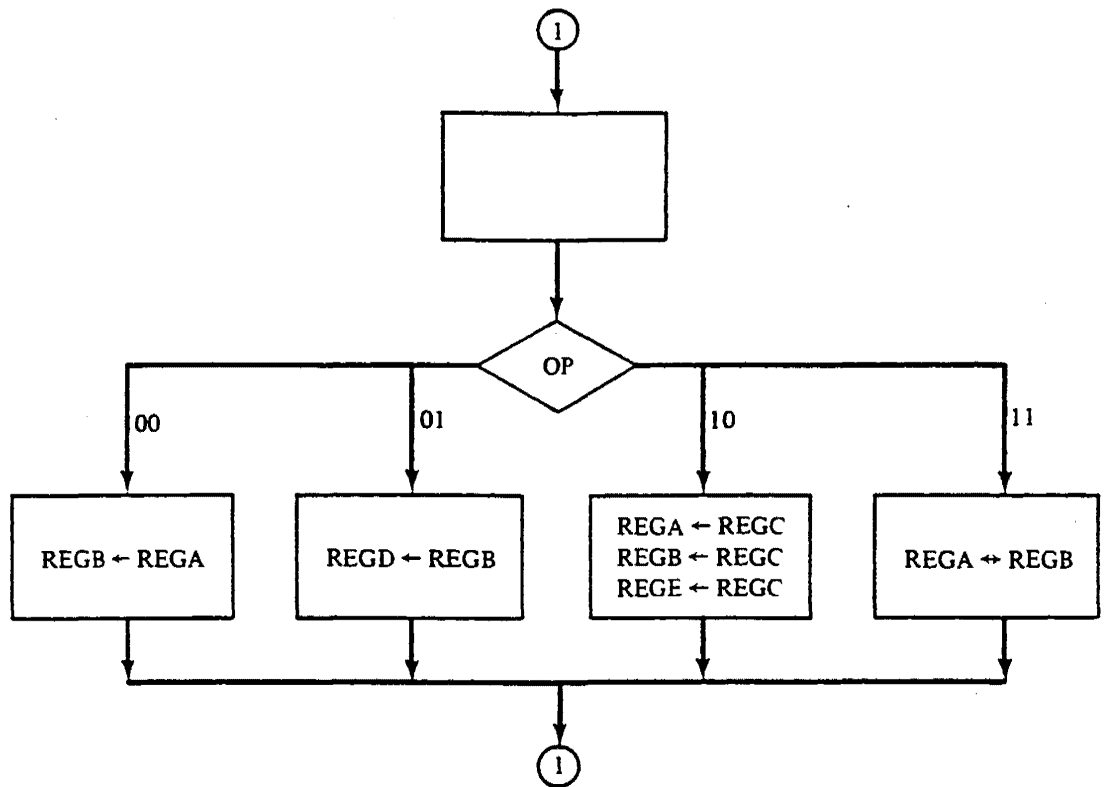 1
OP
00
01
10
11
REGB ← REGA
REGD ← REGB
REGA ← REGC
REGB ← REGC
REGE ← REGC
REGA ↔ REGB
1